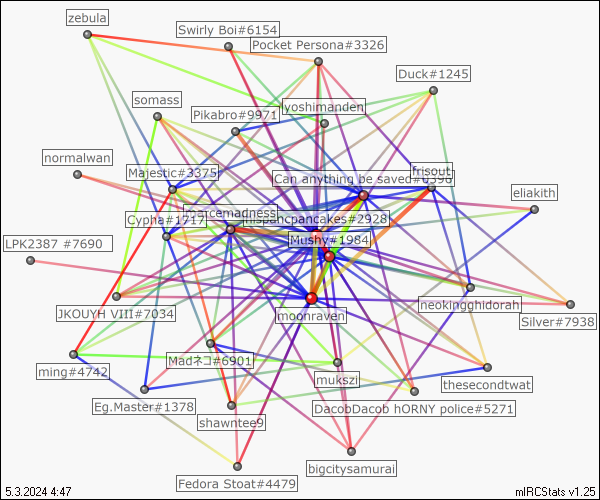 zebula
Swirly Boi#6154
Pocket Persona#3326
Duck#1245
somass
Pikabro#9971
yoshimanden
normalwan
Majestic#3375
Can anything be saved#6398
frisout
eliakith
Cypha#1717
arcemadness
hispanicpancakes#2928
LPK2387 #7690
Mushy#1984
JKOUYH VIII#7034
moonraven
neokingghidorah
Silver#7938
ming#4742
Madネコ#6901
mukszi
thesecondtwat
Eg.Master#1378
shawntee9
DacobDacob hORNY police#5271
bigcitysamurai
Fedora Stoat#4479
5.3.2024 4:47
mIRCStats v1.25